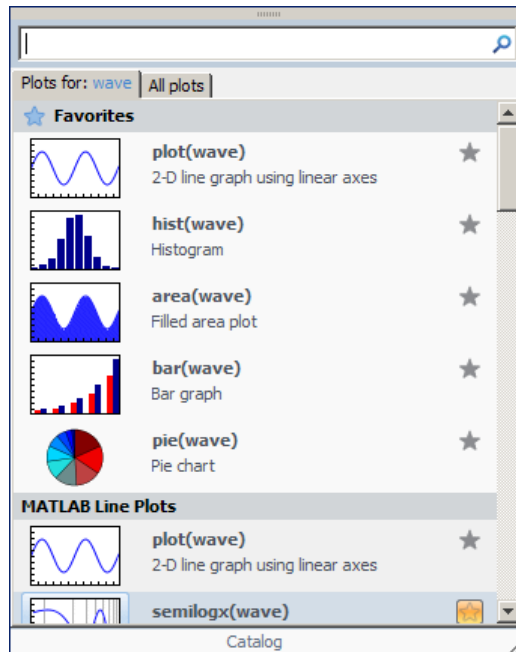 Plots for: wave
All plots
Favorites
plot(wave)
2-D line graph using linear axes
hist(wave)
Histogram
area(wave)
Filled area plot
bar(wave)
Bar graph
pie(wave)
Pie chart
MATLAB Line Plots
plot(wave)
2-D line graph using linear axes
semilogx(wave)
Catalog